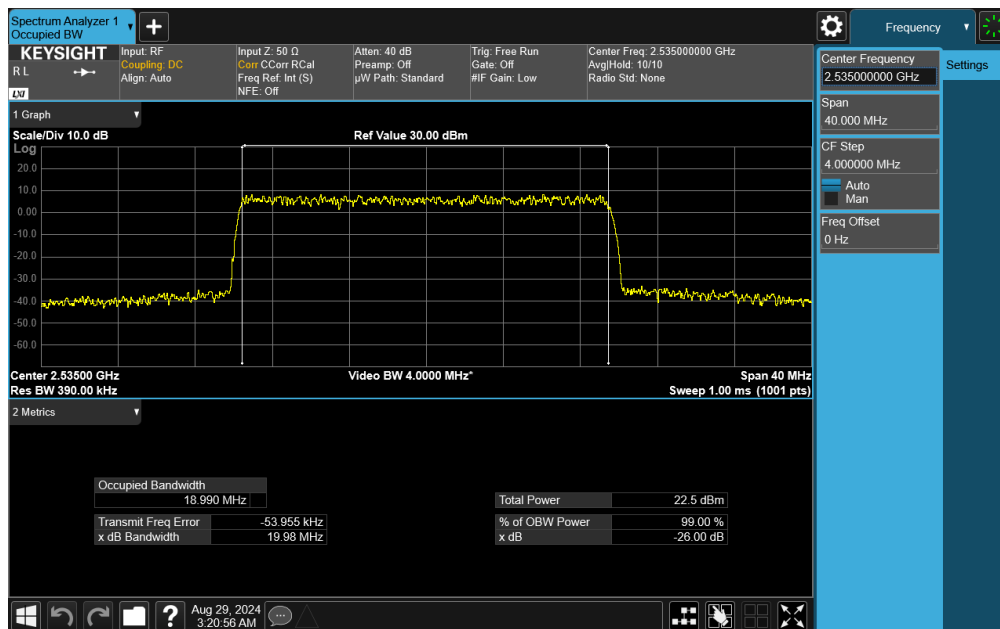 Spectrum Analyzer 1
Occupied BW
Frequency
KEYSIGHT
R L
LXI
Input: RF
Coupling: DC
Align: Auto
Input Z: 50 Ω
Corr CCorr RCal
Freq Ref: Int (S)
NFE: Off
Atten: 40 dB
Preamp: Off
µW Path: Standard
Trig: Free Run
Gate: Off
#IF Gain: Low
Center Freq: 2.535000000 GHz
Avg|Hold: 10/10
Radio Std: None
Center Frequency
2.535000000 GHz
Settings
Span
40.000 MHz
CF Step
4.000000 MHz
Auto
Man
Freq Offset
0 Hz
1 Graph
Scale/Div 10.0 dB
Ref Value 30.00 dBm
Log
20.0
10.0
0.00
-10.0
-20.0
-30.0
-40.0
-50.0
-60.0
Center 2.53500 GHz
Video BW 4.0000 MHz*
Span 40 MHz
Res BW 390.00 kHz
Sweep 1.00 ms (1001 pts)
2 Metrics
Occupied Bandwidth
18.990 MHz
Total Power 22.5 dBm
Transmit Freq Error -53.955 kHz
% of OBW Power 99.00 %
x dB Bandwidth 19.98 MHz
x dB -26.00 dB
?
Aug 29, 2024
3:20:56 AM